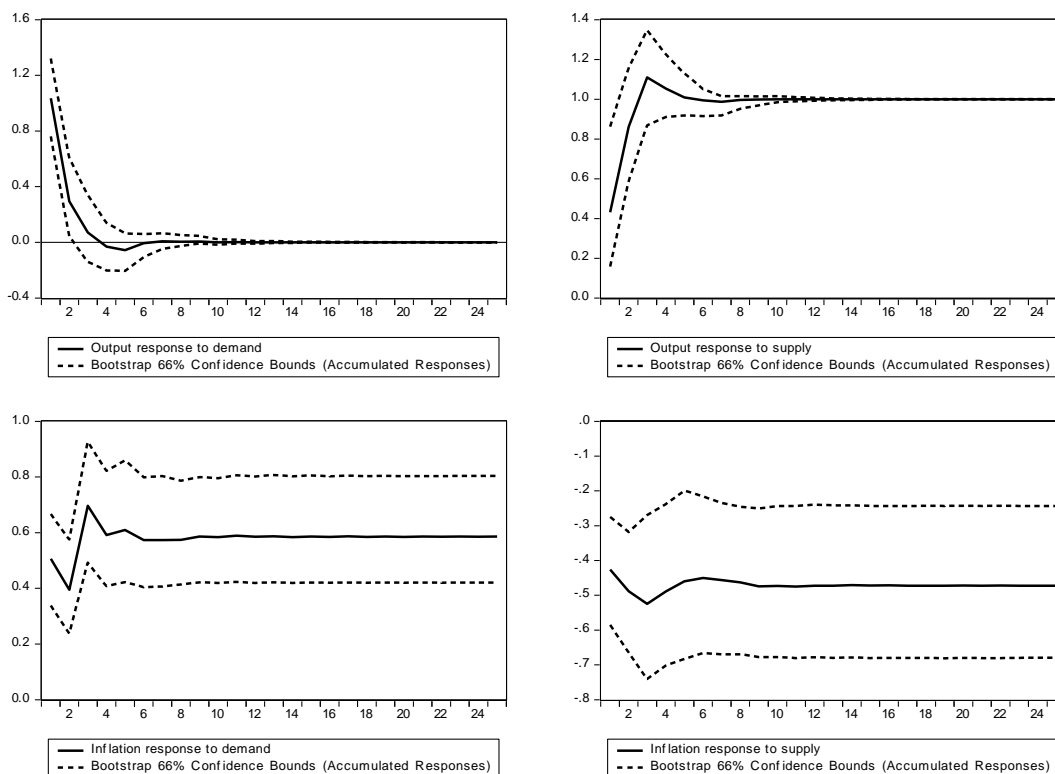 1.6
1.2
0.8
0.4
0.0
-0.4
2 4 6 8 10 12 14 16 18 20 22 24
Output response to demand
Bootstrap 66% Confidence Bounds (Accumulated Responses)
1.4
1.2
1.0
0.8
0.6
0.4
0.2
0.0
2 4 6 8 10 12 14 16 18 20 22 24
Output response to supply
Bootstrap 66% Confidence Bounds (Accumulated Responses)
1.0
0.8
0.6
0.4
0.2
0.0
2 4 6 8 10 12 14 16 18 20 22 24
Inflation response to demand
Bootstrap 66% Confidence Bounds (Accumulated Responses)
.0
-.1
-.2
-.3
-.4
-.5
-.6
-.7
-.8
2 4 6 8 10 12 14 16 18 20 22 24
Inflation response to supply
Bootstrap 66% Confidence Bounds (Accumulated Responses)